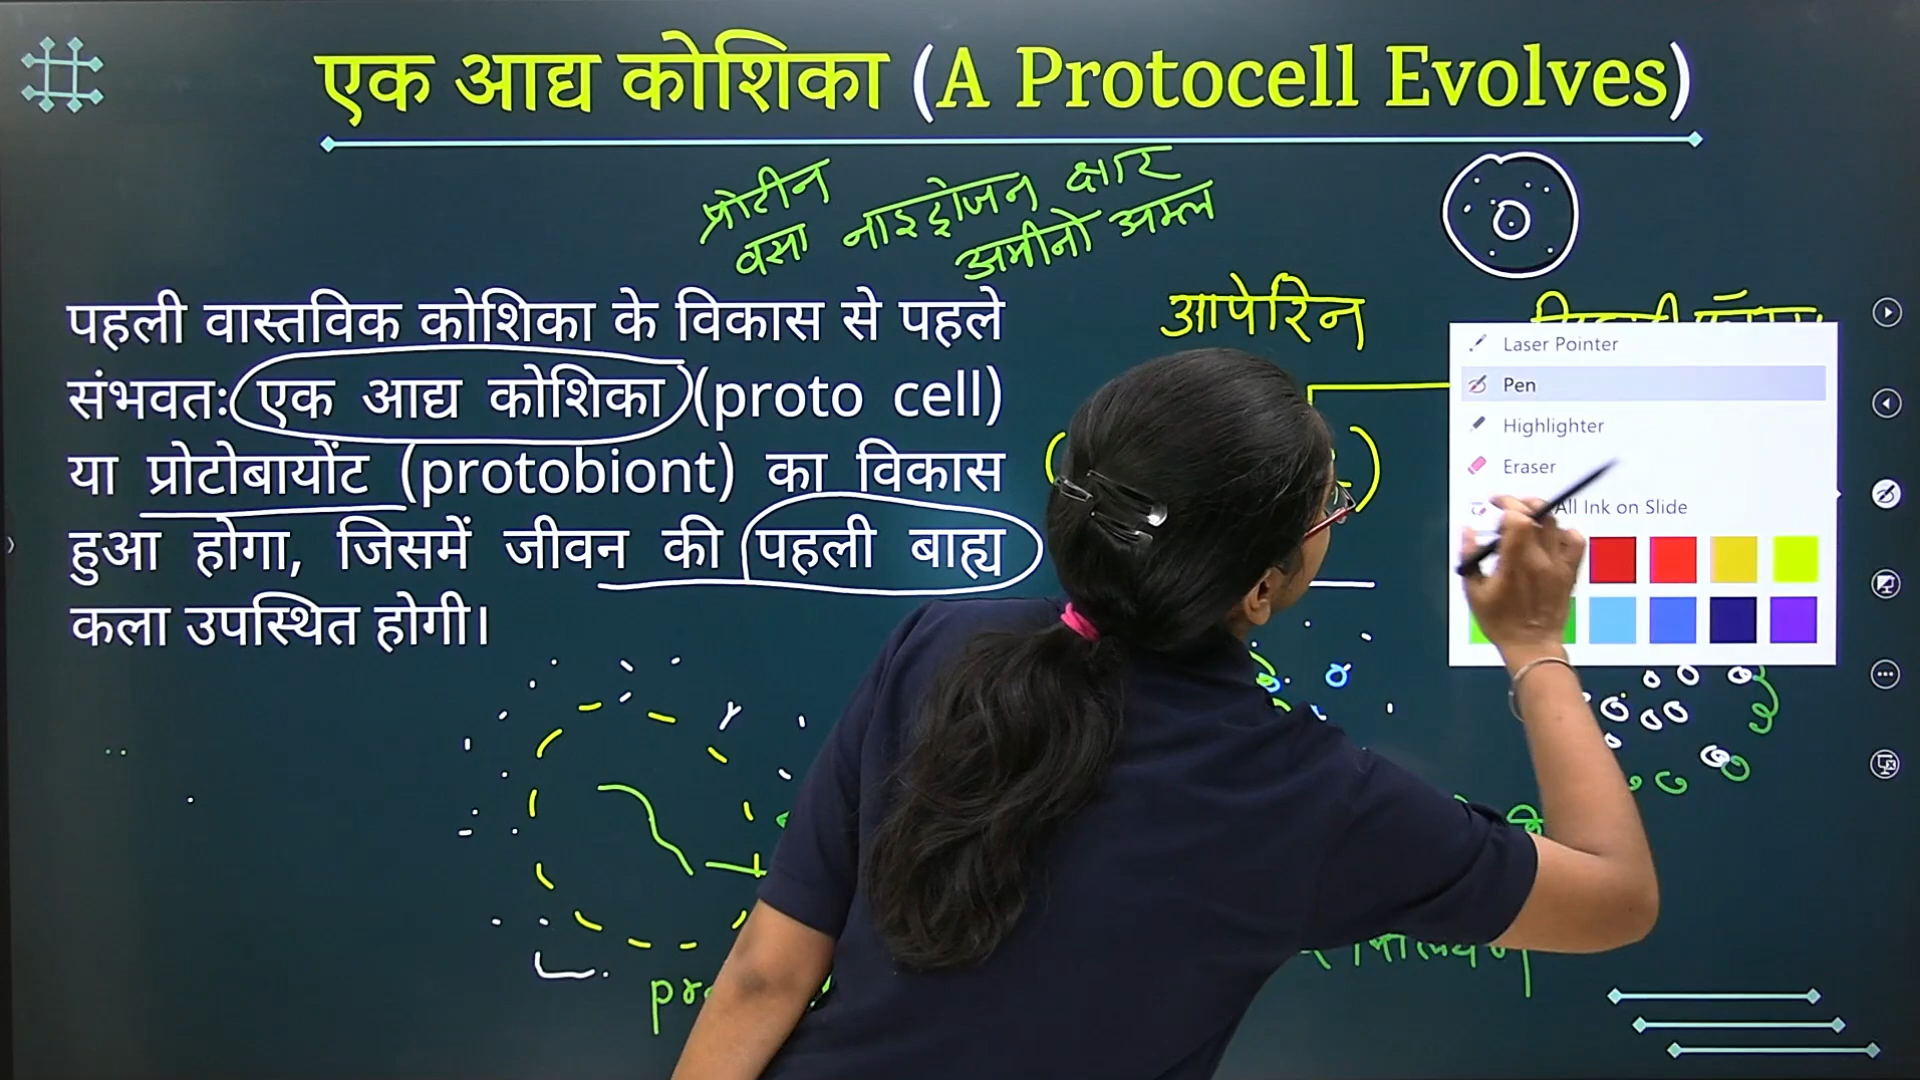 एक आद्य कोशिका (A Protocell Evolves)
प्रोटीन
वसा नाइट्रोजन क्षार
अमीनो अम्ल
आपेरिन
पहली वास्तविक कोशिका के विकास से पहले
संभवतः एक आद्य कोशिका (proto cell)
या प्रोटोबायोंट (protobiont) का विकास
हुआ होगा, जिसमें जीवन की पहली बाह्य
कला उपस्थित होगी।
Laser Pointer
Pen
Highlighter
Eraser
All Ink on Slide